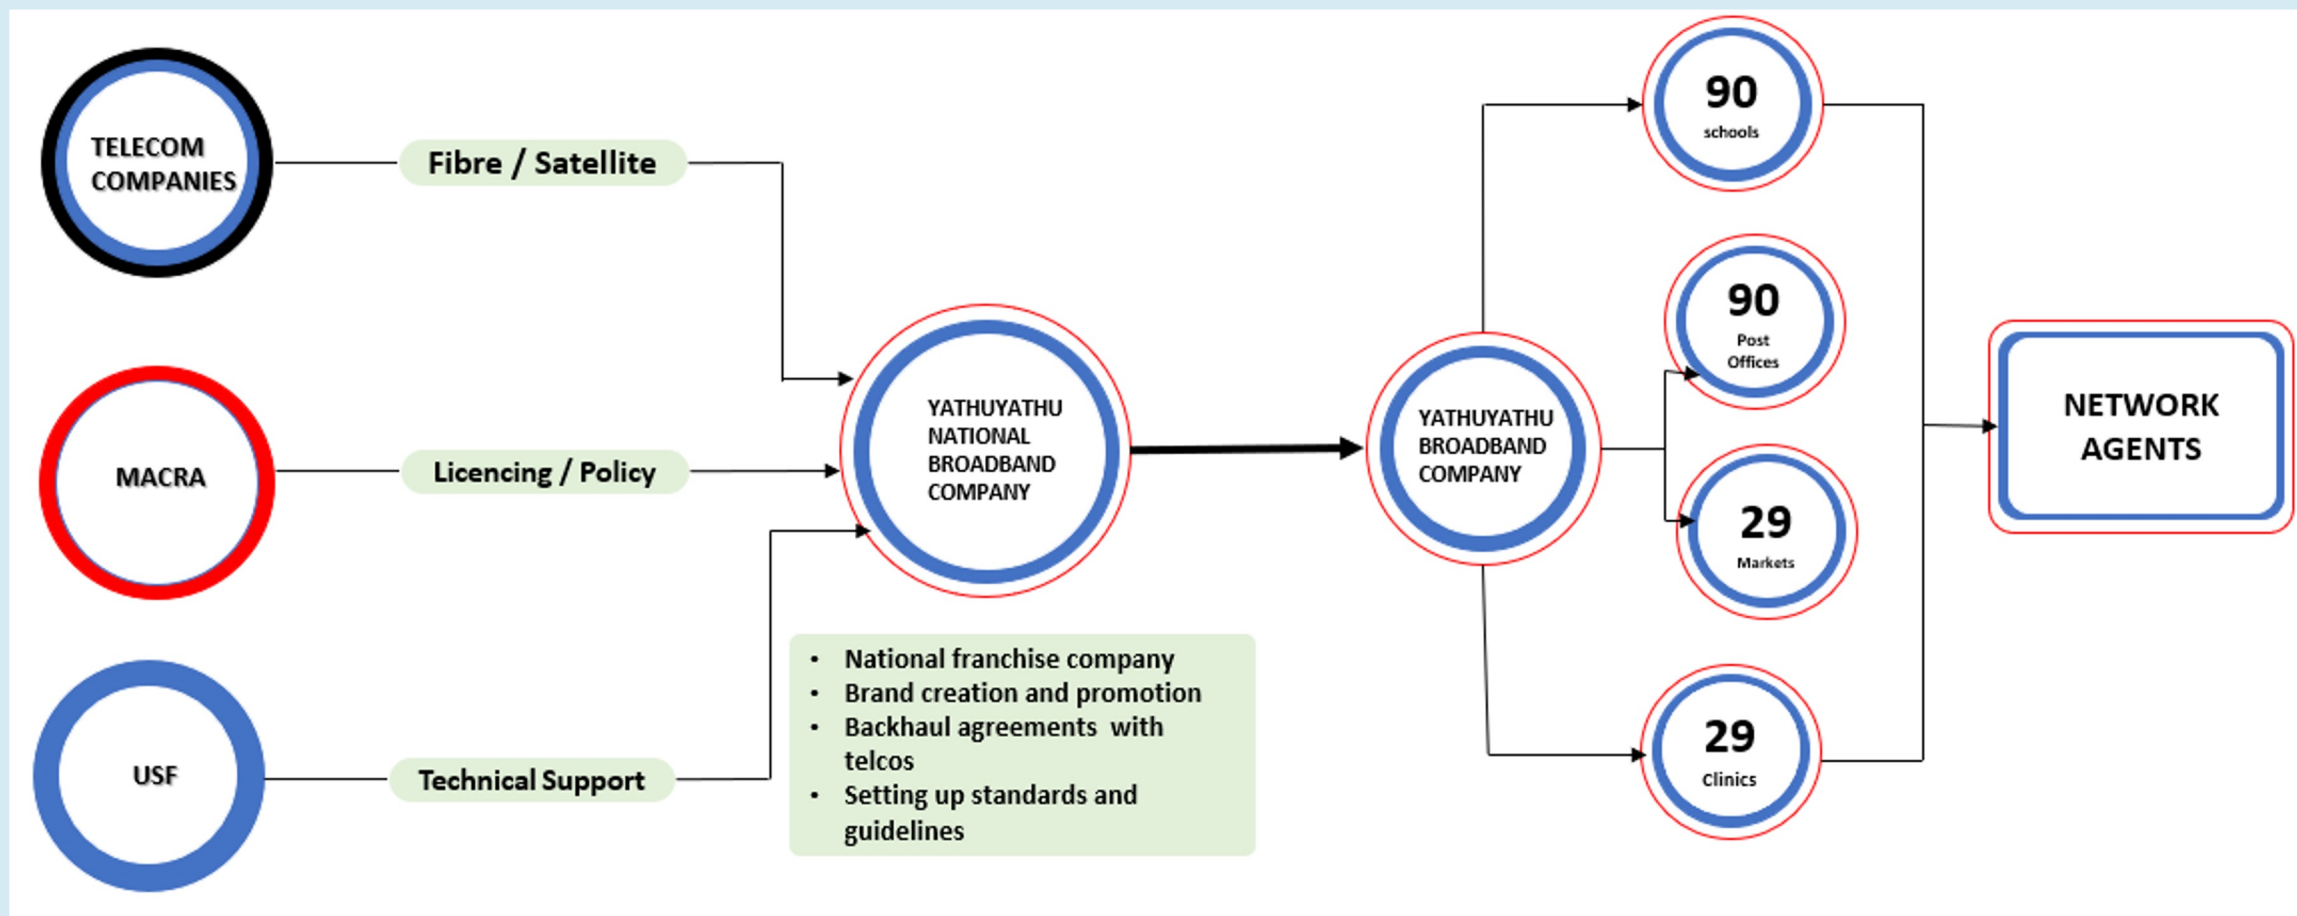 TELECOM
COMPANIES
Fibre / Satellite
MACRA
Licencing / Policy
USF
Technical Support
YATHUYATHU
NATIONAL
BROADBAND
COMPANY
• National franchise company
• Brand creation and promotion
• Backhaul agreements with
telcos
• Setting up standards and
guidelines
YATHUYATHU
BROADBAND
COMPANY
90
schools
90
Post
Offices
29
Markets
29
Clinics
NETWORK
AGENTS